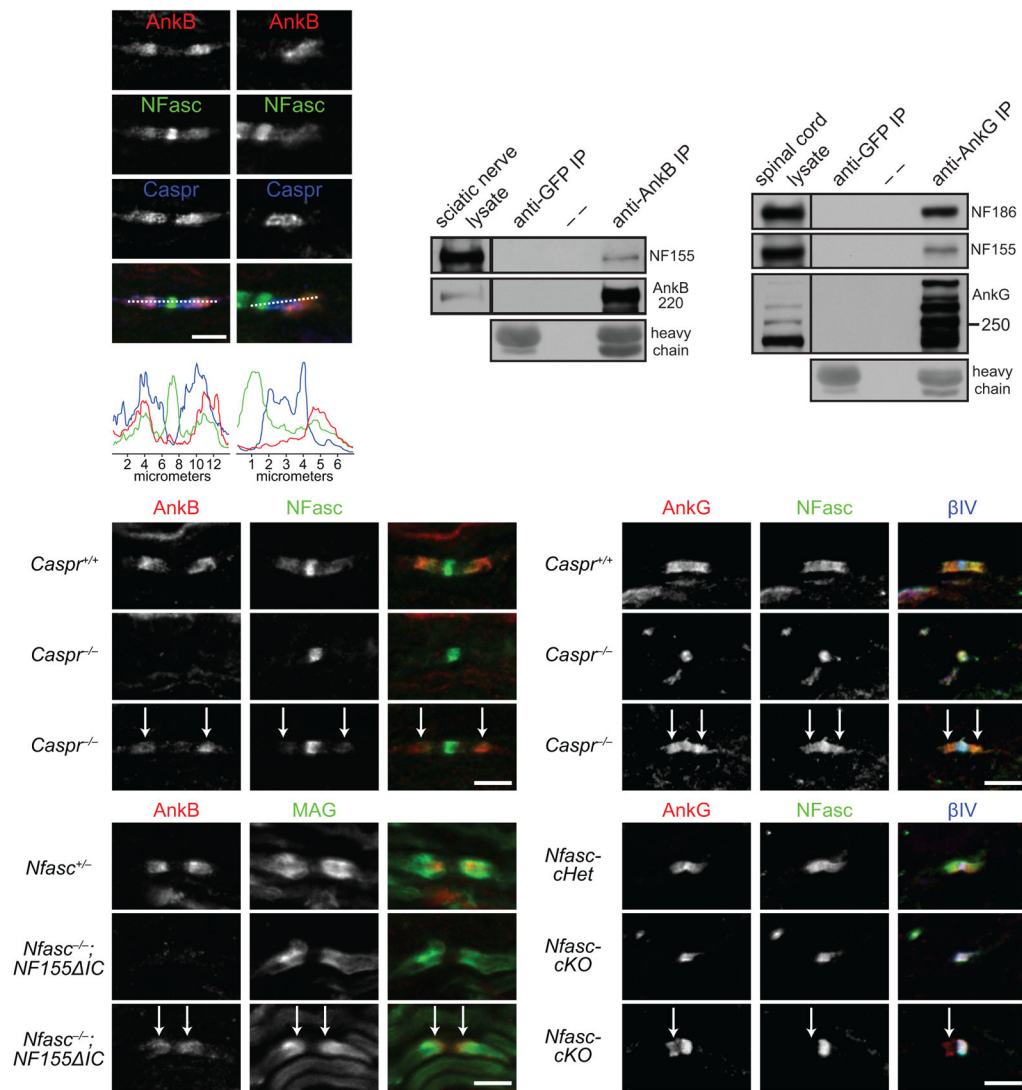 AnkB AnkB
NFasc NFasc
Caspr Caspr
2 4 6 8 10 12
micrometers
1 2 3 4 5 6
micrometers
sciatic nerve
lysate
anti-GFP IP
– –
anti-AnkB IP
NF155
AnkB
220
heavy
chain
spinal cord
lysate
anti-GFP IP
– –
anti-AnkG IP
NF186
NF155
AnkG
250
heavy
chain
AnkB NFasc
Caspr+/+
Caspr–/–
Caspr–/–
AnkG NFasc βIV
Caspr+/+
Caspr–/–
Caspr–/–
AnkB MAG
Nfasc+/–
Nfasc–/–;
NF155ΔIC
Nfasc–/–;
NF155ΔIC
AnkG NFasc βIV
Nfasc-
cHet
Nfasc-
cKO
Nfasc-
cKO